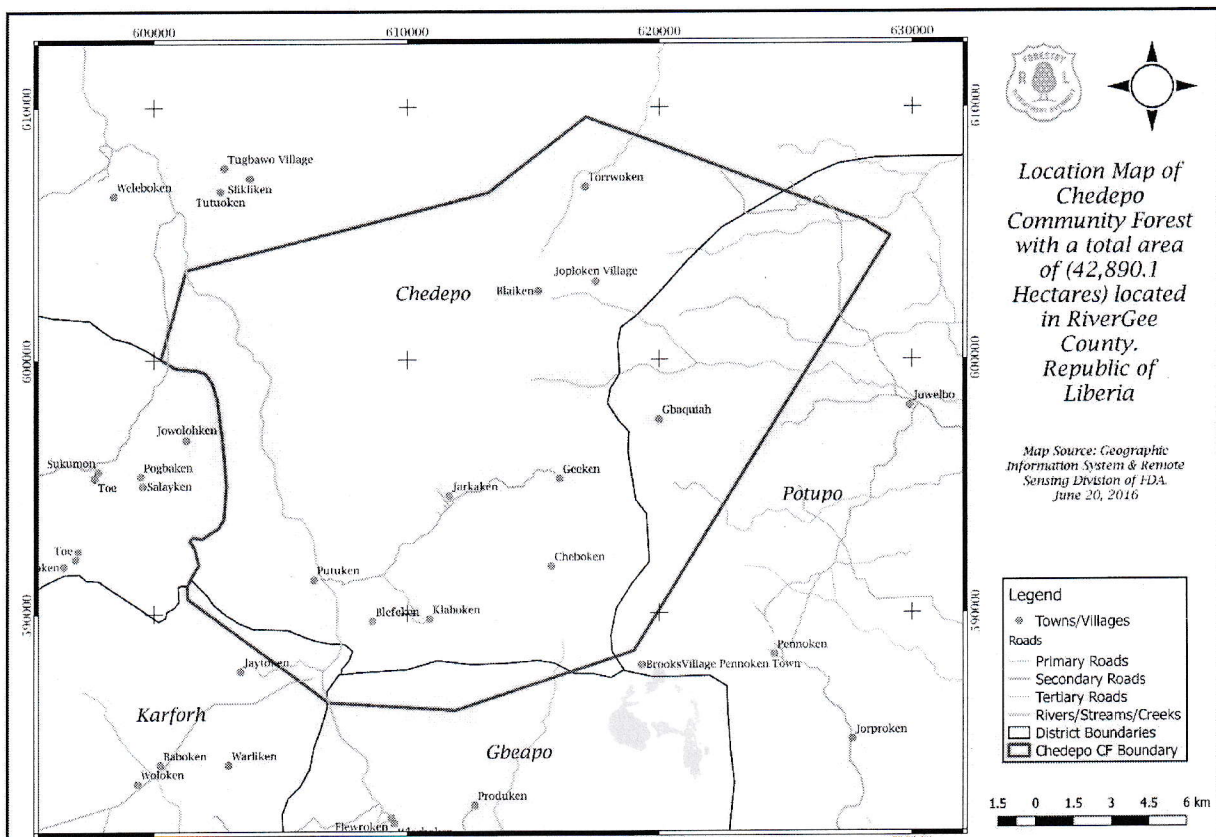 600000
610000
620000
630000
610000
610000
600000
600000
590000
590000
FORESTRY
R L
Tugbawo Village
Slikliken
Tutuoken
Weleboken
Torrwoken
Joploken Village
Blaiken
Chedepo
Gbaquiah
Juwelbo
Jowolohken
Sukumon
Toe
Pogbaken
Salayken
Geeken
Jarkaken
Potupo
Toe
oken
Putuken
Cheboken
Blefeken
Klaboken
Jaytoken
BrooksVillage Pennoken Town
Pennoken
Karforh
Gbeapo
Jorproken
Baboken
Warliken
Woloken
Produken
Flewroken
Location Map of
Chedepo
Community Forest
with a total area
of (42,890.1
Hectares) located
in RiverGee
County.
Republic of
Liberia
Map Source: Geographic
Information System & Remote
Sensing Division of FDA.
June 20, 2016
Legend
Towns/Villages
Roads
Primary Roads
Secondary Roads
Tertiary Roads
Rivers/Streams/Creeks
District Boundaries
Chedepo CF Boundary
1.5 0 1.5 3 4.5 6 km